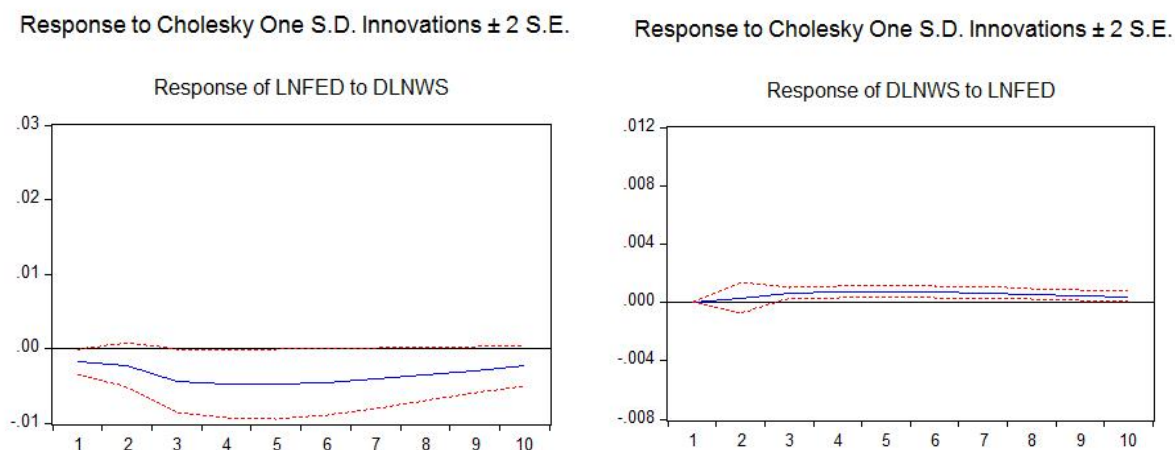 Response to Cholesky One S.D. Innovations ± 2 S.E.
Response of LNFED to DLNWS
.03
.02
.01
.00
-.01
1 2 3 4 5 6 7 8 9 10
Response to Cholesky One S.D. Innovations ± 2 S.E.
Response of DLNWS to LNFED
.012
.008
.004
.000
-.004
-.008
1 2 3 4 5 6 7 8 9 10